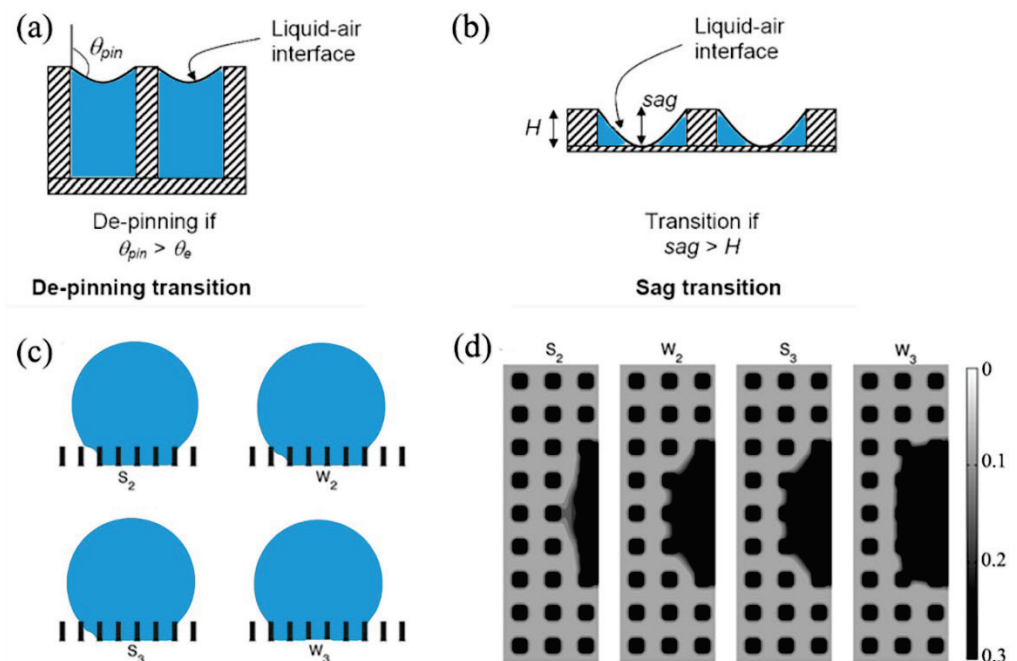 (a)
θpin
Liquid-air
interface
De-pinning if
θpin > θe
De-pinning transition
(b)
Liquid-air
interface
sag
H
Transition if
sag > H
Sag transition
(c)
S2
W2
S3
W3
(d)
S2
W2
S3
W3
0
0.1
0.2
0.3